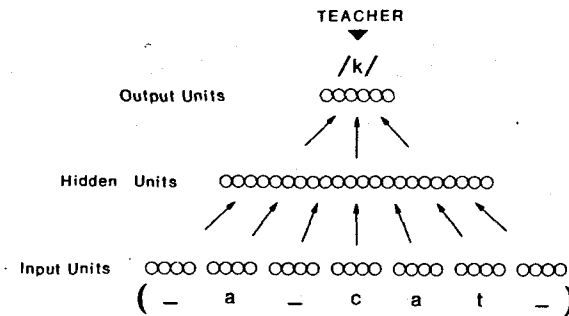 TEACHER
/k/
Output Units
Hidden Units
Input Units
( _ a _ c a t _ )